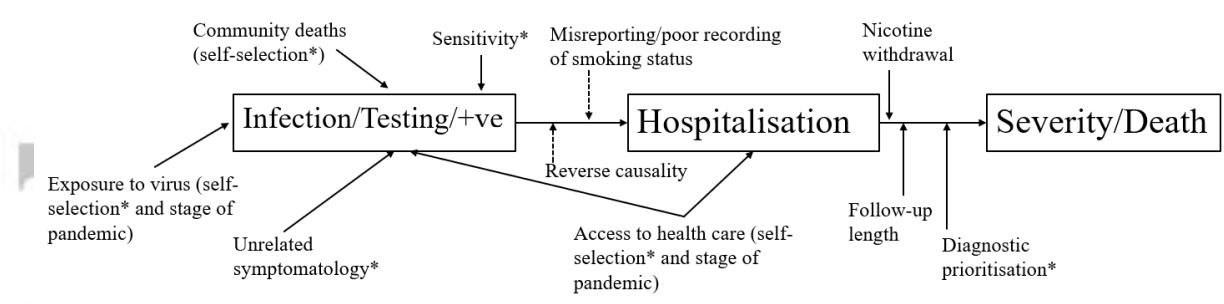 Community deaths
(self-selection*)
Sensitivity*
Misreporting/poor recording
of smoking status
Nicotine
withdrawal
Infection/Testing/+ve
Hospitalisation
Severity/Death
Reverse causality
Exposure to virus (self-
selection* and stage of
pandemic)
Unrelated
symptomatology*
Access to health care (self-
selection* and stage of
pandemic)
Follow-up
length
Diagnostic
prioritisation*